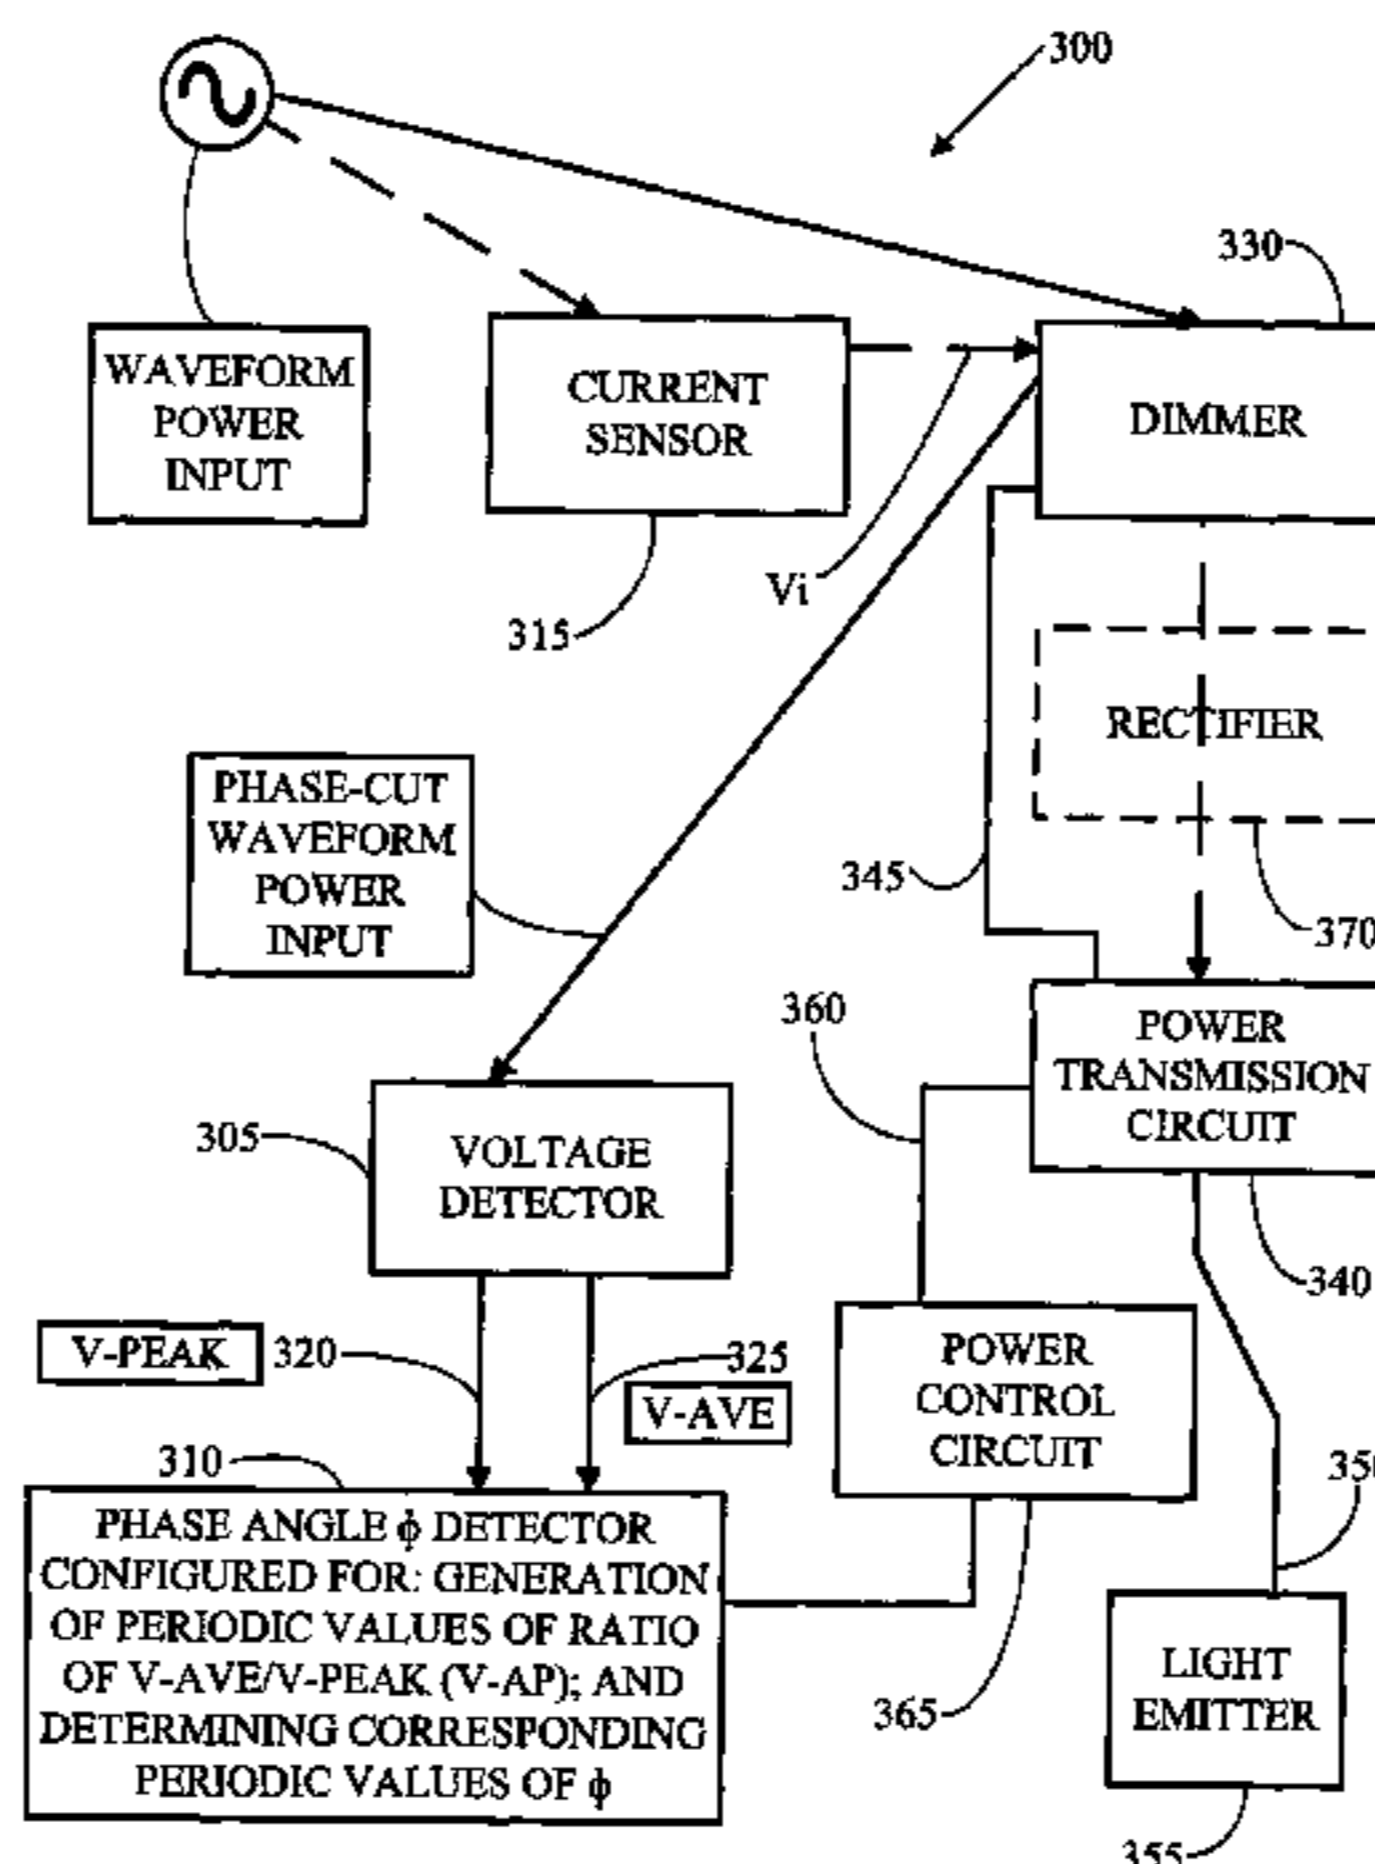 300
330
WAVEFORM
POWER
INPUT
CURRENT
SENSOR
DIMMER
Vi
315
RECTIFIER
PHASE-CUT
WAVEFORM
POWER
INPUT
345
370
360
POWER
TRANSMISSION
CIRCUIT
305
VOLTAGE
DETECTOR
340
V-PEAK
320
325
V-AVE
POWER
CONTROL
CIRCUIT
310
350
PHASE ANGLE ϕ DETECTOR
CONFIGURED FOR: GENERATION
OF PERIODIC VALUES OF RATIO
OF V-AVE/V-PEAK (V-AP); AND
DETERMINING CORRESPONDING
PERIODIC VALUES OF ϕ
365
LIGHT
EMITTER
355